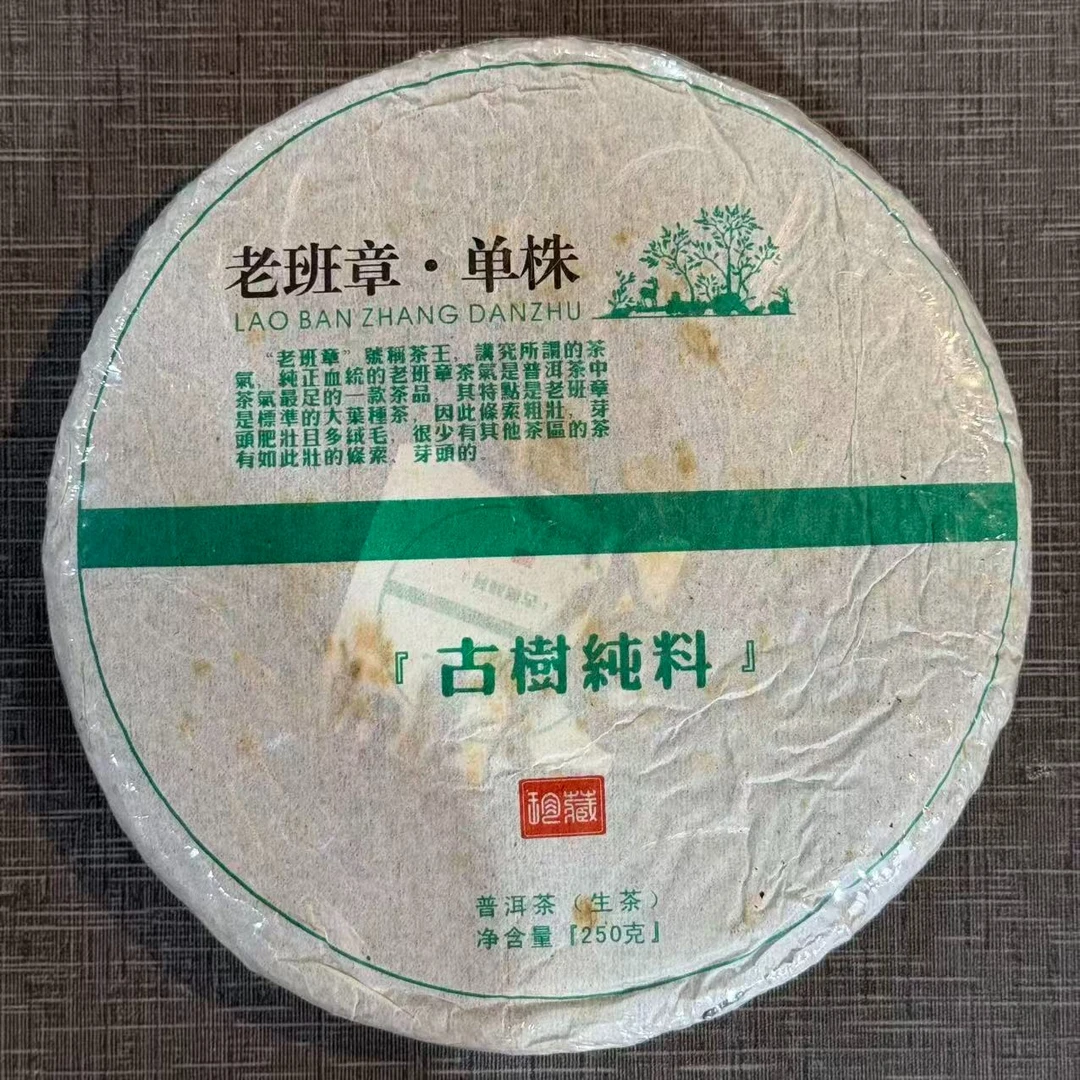 老班章·单株
LAO BAN ZHANG DANZHU
“老班章”號稱茶王，講究所謂的茶
氣，純正血統的老班章茶氣是普洱茶中
茶氣最足的一款茶品，其特點是老班章
是標準的大葉種茶，因此條索粗壯，芽
頭肥壯且多絨毛，很少有其他茶區的茶
有如此壯的條索、芽頭的
『古樹純料』
珍藏
普洱茶（生茶）
净含量『250克』